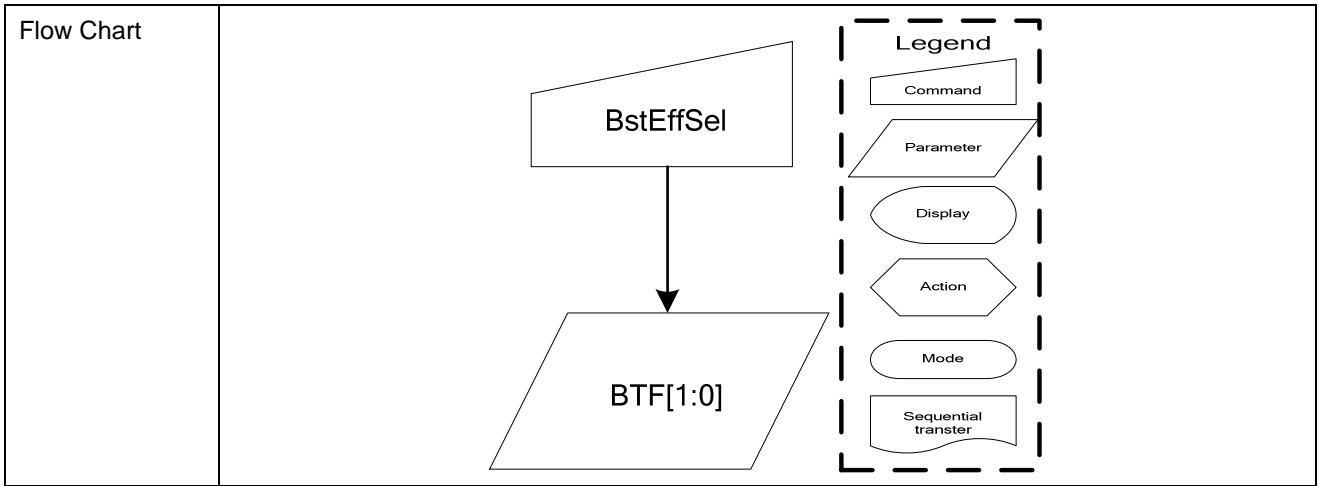 Flow Chart
BstEffSel
BTF[1:0]
Legend
Command
Parameter
Display
Action
Mode
Sequential
transter